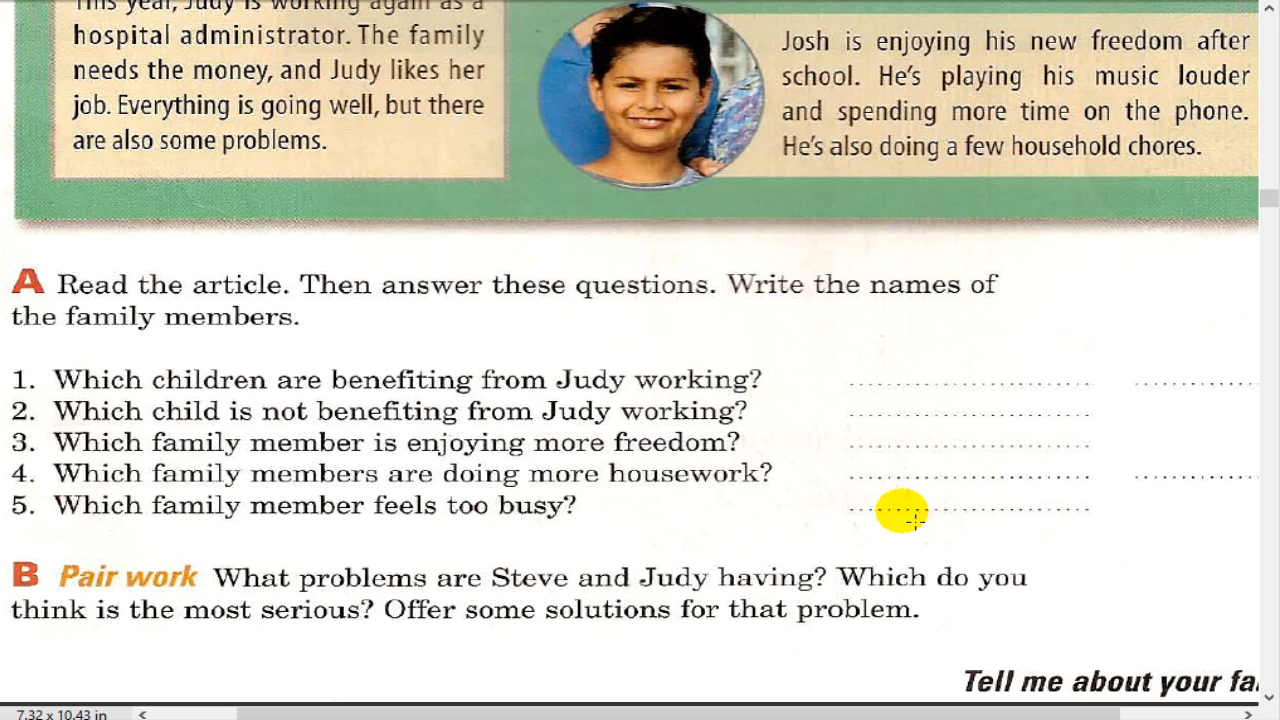 This year, Judy is working again as a
hospital administrator. The family
needs the money, and Judy likes her
job. Everything is going well, but there
are also some problems.
Josh is enjoying his new freedom after
school. He's playing his music louder
and spending more time on the phone.
He's also doing a few household chores.
A Read the article. Then answer these questions. Write the names of
the family members.
1. Which children are benefiting from Judy working? ........................................
2. Which child is not benefiting from Judy working? ........................
3. Which family member is enjoying more freedom? ........................
4. Which family members are doing more housework? ........................................
5. Which family member feels too busy? ........................
B Pair work What problems are Steve and Judy having? Which do you
think is the most serious? Offer some solutions for that problem.
Tell me about your fa
7.32 x 10.43 in